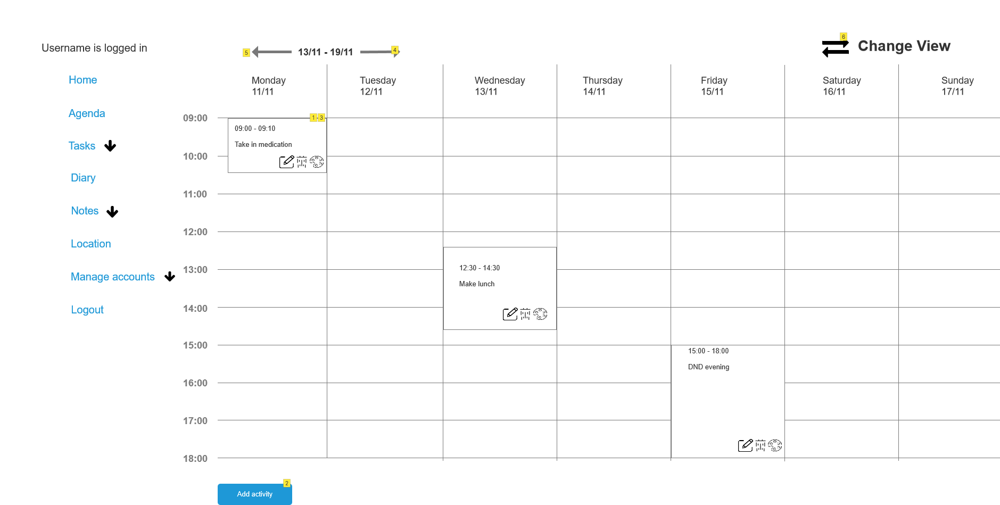 Username is logged in
5
13/11 - 19/11
4
6
Change View
Home
Agenda
Tasks
Diary
Notes
Location
Manage accounts
Logout
Monday
11/11
Tuesday
12/11
Wednesday
13/11
Thursday
14/11
Friday
15/11
Saturday
16/11
Sunday
17/11
09:00
10:00
11:00
12:00
13:00
14:00
15:00
16:00
17:00
18:00
1 3
09:00 - 09:10
Take in medication
12:30 - 14:30
Make lunch
15:00 - 18:00
DND evening
2
Add activity